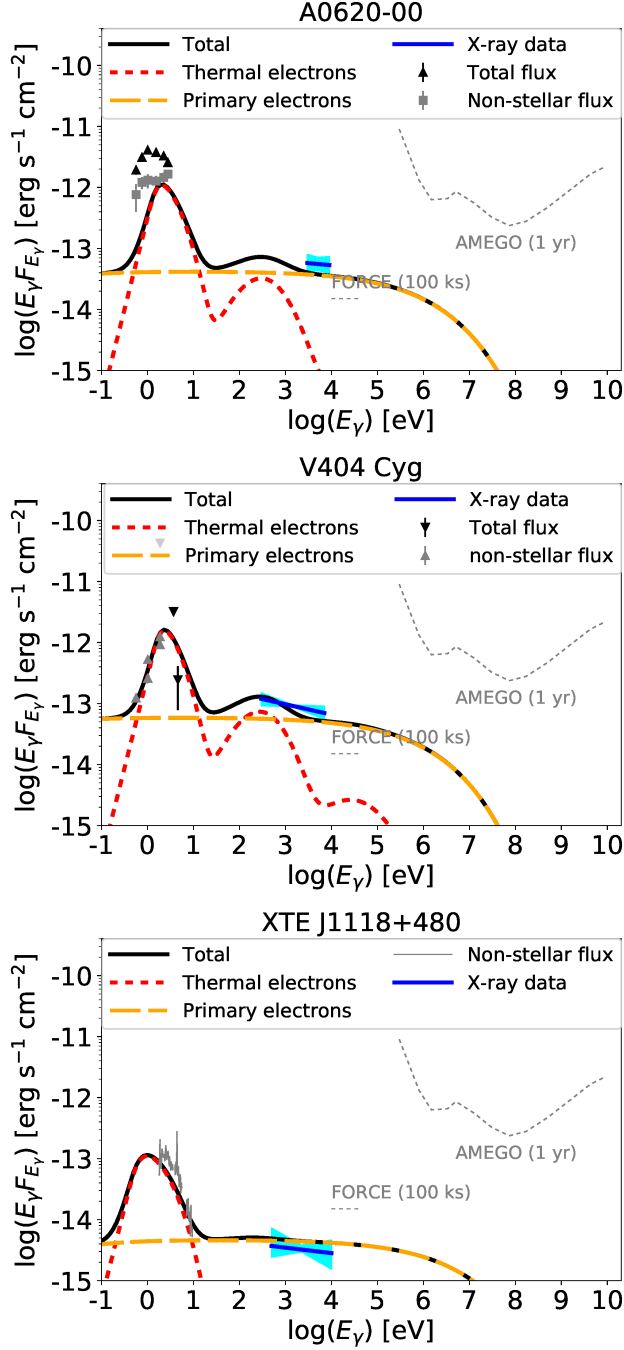 A0620-00
Total
Thermal electrons
Primary electrons
X-ray data
Total flux
Non-stellar flux
log(E_γF_{E_γ}) [erg s⁻¹ cm⁻²]
-10
-11
-12
-13
-14
-15
AMEGO (1 yr)
FORCE (100 ks)
-1 0 1 2 3 4 5 6 7 8 9 10
log(E_γ) [eV]
V404 Cyg
Total
Thermal electrons
Primary electrons
X-ray data
Total flux
non-stellar flux
log(E_γF_{E_γ}) [erg s⁻¹ cm⁻²]
-10
-11
-12
-13
-14
-15
AMEGO (1 yr)
FORCE (100 ks)
-1 0 1 2 3 4 5 6 7 8 9 10
log(E_γ) [eV]
XTE J1118+480
Total
Thermal electrons
Primary electrons
Non-stellar flux
X-ray data
log(E_γF_{E_γ}) [erg s⁻¹ cm⁻²]
-10
-11
-12
-13
-14
-15
AMEGO (1 yr)
FORCE (100 ks)
-1 0 1 2 3 4 5 6 7 8 9 10
log(E_γ) [eV]